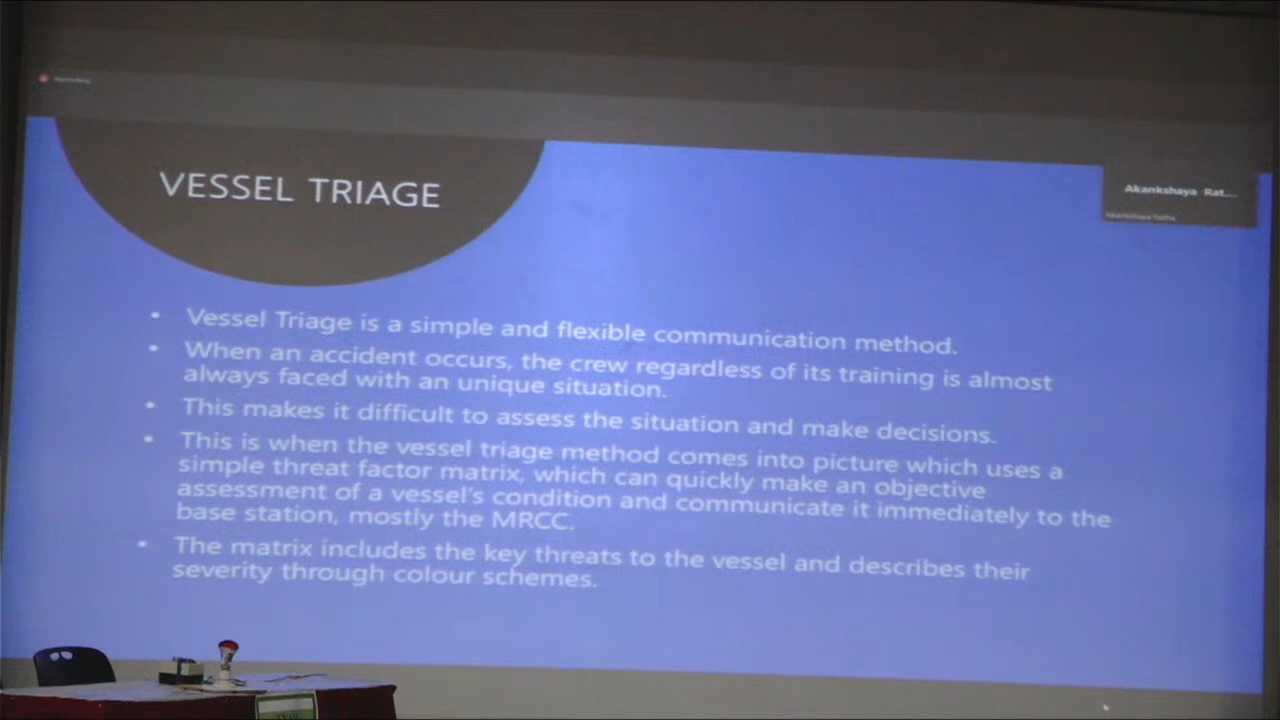 Recording
VESSEL TRIAGE
Akankshaya Rat...
Akankshaya Ratha
• Vessel Triage is a simple and flexible communication method.
• When an accident occurs, the crew regardless of its training is almost
always faced with an unique situation.
• This makes it difficult to assess the situation and make decisions.
• This is when the vessel triage method comes into picture which uses a
simple threat factor matrix, which can quickly make an objective
assessment of a vessel's condition and communicate it immediately to the
base station, mostly the MRCC.
• The matrix includes the key threats to the vessel and describes their
severity through colour schemes.